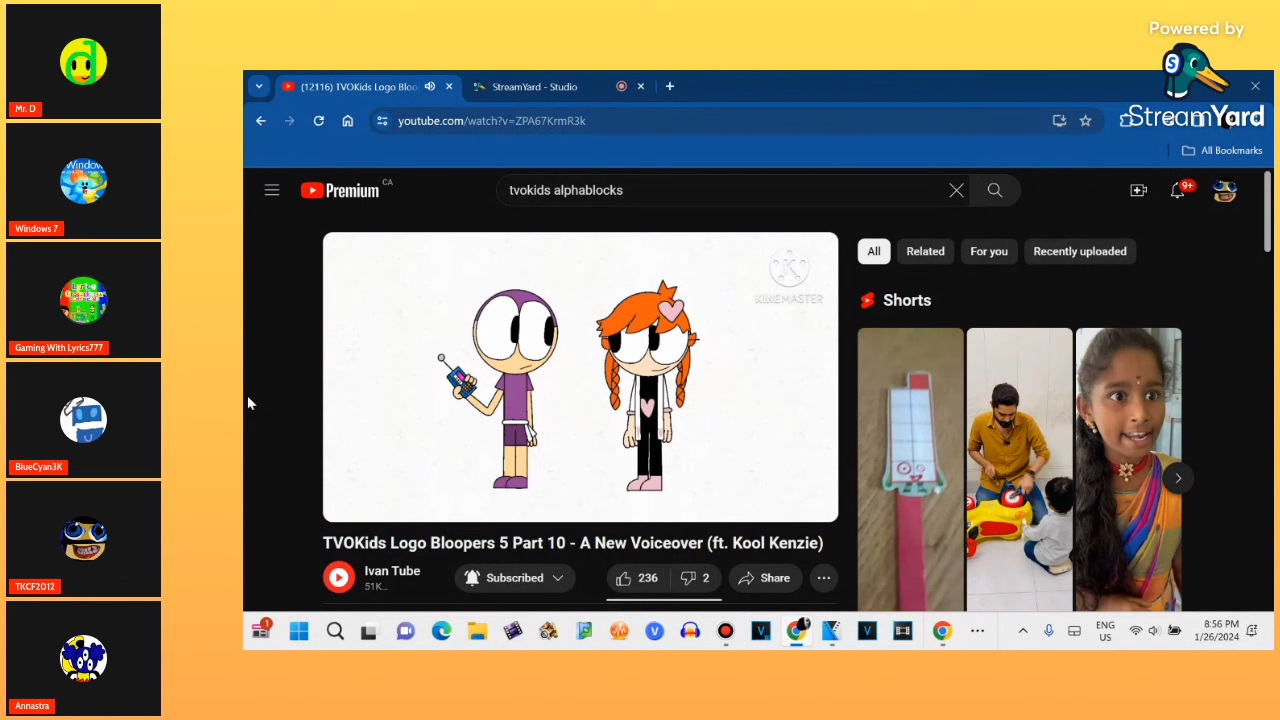 Mr. D
Windows 7
Gaming With Lyrics777
BlueCyan3K
TKCF2012
Annastra
Powered by
StreamYard
(12116) TVOKids Logo Bloo
StreamYard - Studio
youtube.com/watch?v=ZPA67KrmR3k
All Bookmarks
Premium CA
tvokids alphablocks
9+
KINEMASTER
All Related For you Recently uploaded
Shorts
TVOKids Logo Bloopers 5 Part 10 - A New Voiceover (ft. Kool Kenzie)
Ivan Tube
51K...
Subscribed
236
2
Share
ENG
US
8:56 PM
1/26/2024